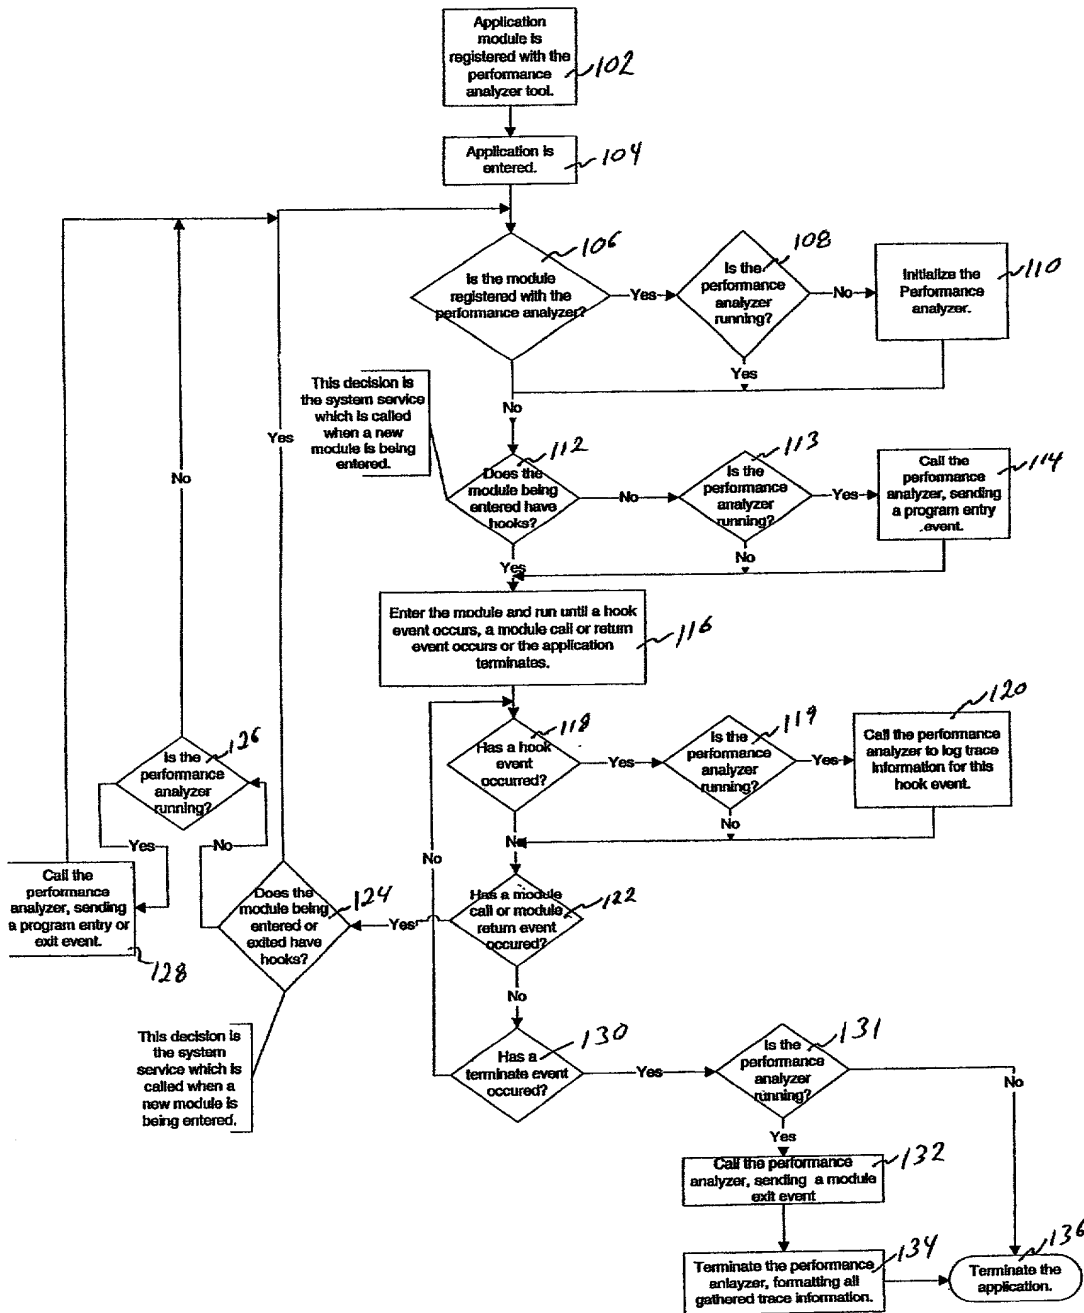 Application
module is
registered with the
performance
analyzer tool.
102
Application is
entered.
104
106
Is the module
registered with the
performance analyzer?
Yes
108
Is the
performance
analyzer
running?
No
110
Initialize the
Performance
analyzer.
Yes
No
This decision is
the system service
which is called
when a new
module is being
entered.
112
Does the
module being
entered have
hooks?
No
113
Is the
performance
analyzer
running?
Yes
114
Call the
performance
analyzer, sending
a program entry
event.
No
Yes
Enter the module and run until a hook
event occurs, a module call or return
event occurs or the application
terminates.
116
118
Has a hook
event
occurred?
Yes
119
Is the
performance
analyzer
running?
Yes
120
Call the performance
analyzer to log trace
information for this
hook event.
No
No
122
Has a module
call or module
return event
occured?
Yes
124
Does the
module being
entered or
exited have
hooks?
Yes
No
126
Is the
performance
analyzer
running?
No
Yes
Call the
performance
analyzer, sending
a program entry or
exit event.
128
This decision is
the system
service which is
called when a
new module is
being entered.
No
130
Has a
terminate event
occured?
No
Yes
131
Is the
performance
analyzer
running?
No
Yes
Call the performance
analyzer, sending a module
exit event
132
Terminate the performance
anlayzer, formatting all
gathered trace information.
134
136
Terminate the
application.